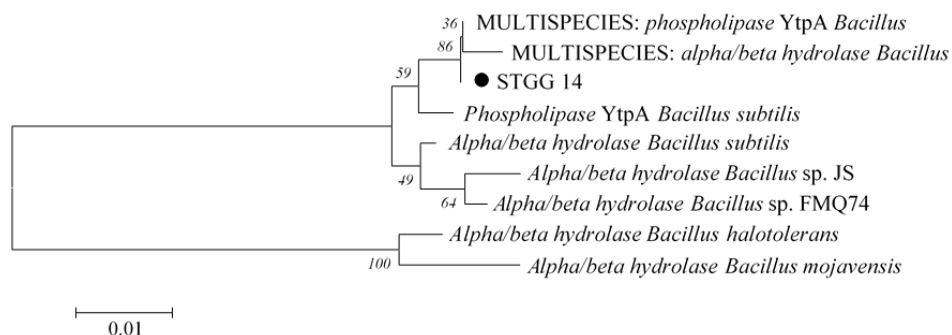 36 MULTISPECIES: phospholipase YtpA Bacillus
86 MULTISPECIES: alpha/beta hydrolase Bacillus
59 STGG 14
Phospholipase YtpA Bacillus subtilis
Alpha/beta hydrolase Bacillus subtilis
49 Alpha/beta hydrolase Bacillus sp. JS
64 Alpha/beta hydrolase Bacillus sp. FMQ74
Alpha/beta hydrolase Bacillus halotolerans
100 Alpha/beta hydrolase Bacillus mojavensis
0.01